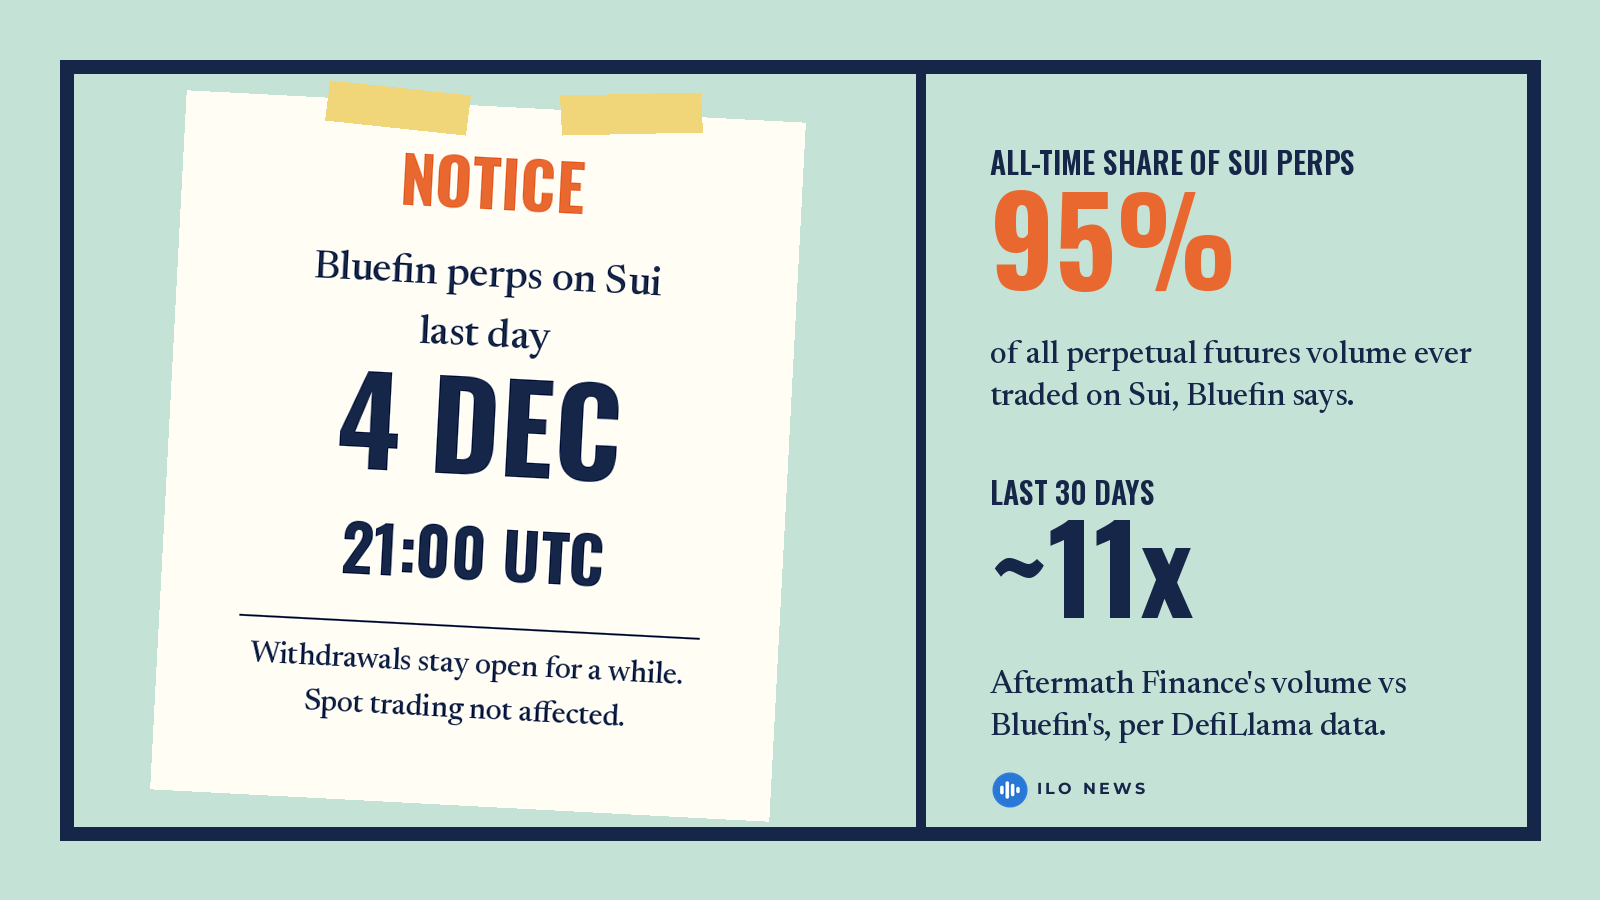 NOTICE
Bluefin perps on Sui
last day
4 DEC
21:00 UTC
Withdrawals stay open for a while.
Spot trading not affected.
ALL-TIME SHARE OF SUI PERPS
95%
of all perpetual futures volume ever
traded on Sui, Bluefin says.
LAST 30 DAYS
~11x
Aftermath Finance's volume vs
Bluefin's, per DefiLlama data.
ILO NEWS